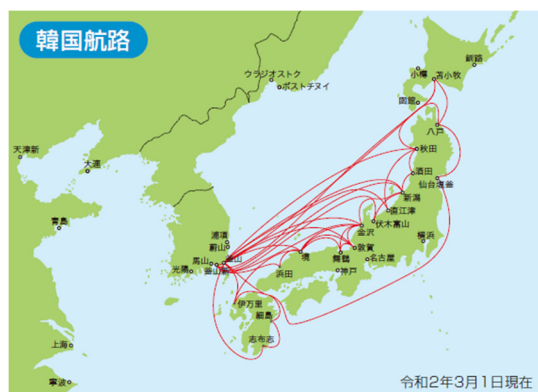 韓国航路
ウラジオストク
ボストチヌイ
小樽
苫小牧
釧路
函館
八戸
秋田
酒田
仙台塩釜
新潟
直江津
伏木富山
金沢
敦賀
舞鶴
境
浜田
神戸
名古屋
横浜
天津新
大連
青島
上海
寧波
浦項
蔚山
釜山
馬山
光陽
釜山新
伊万里
細島
志布志
令和2年3月1日現在